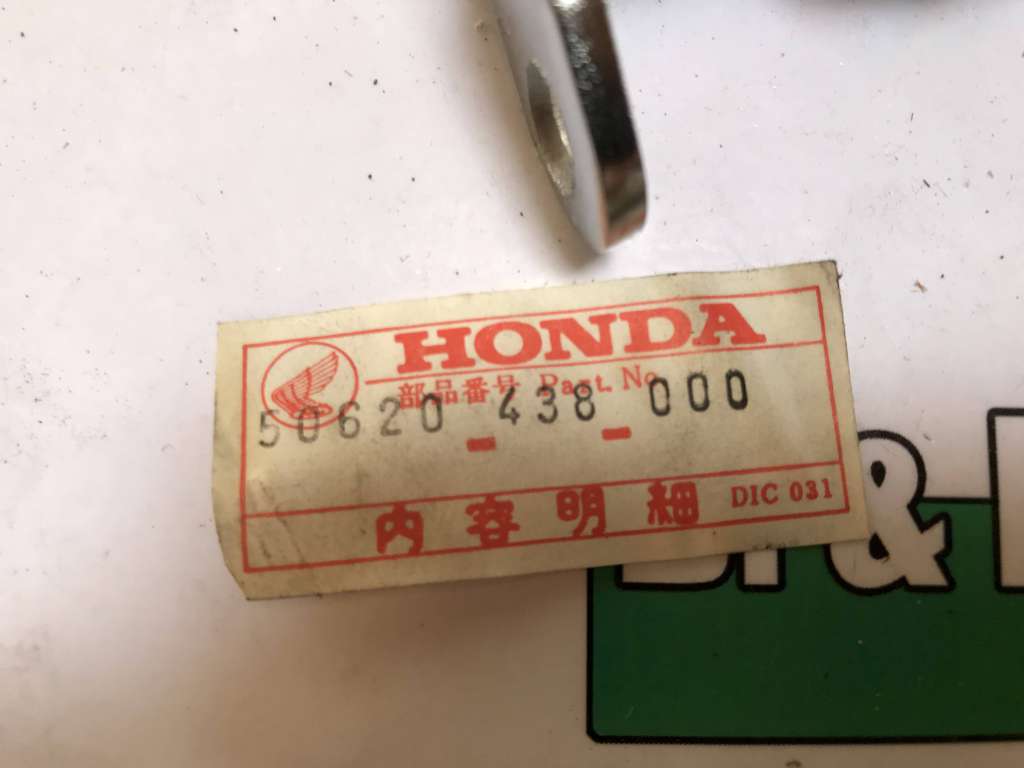 HONDA
部品番号 Part. No.
50620 - 438 - 000
内容明細 DIC 031
&